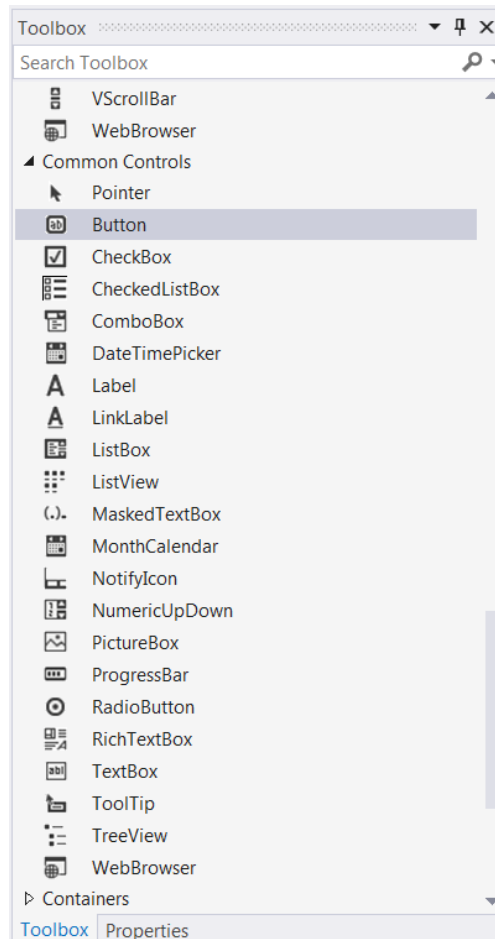 Toolbox
Search Toolbox
VScrollBar
WebBrowser
Common Controls
Pointer
Button
CheckBox
CheckedListBox
ComboBox
DateTimePicker
Label
LinkLabel
ListBox
ListView
MaskedTextBox
MonthCalendar
NotifyIcon
NumericUpDown
PictureBox
ProgressBar
RadioButton
RichTextBox
TextBox
ToolTip
TreeView
WebBrowser
Containers
Toolbox Properties